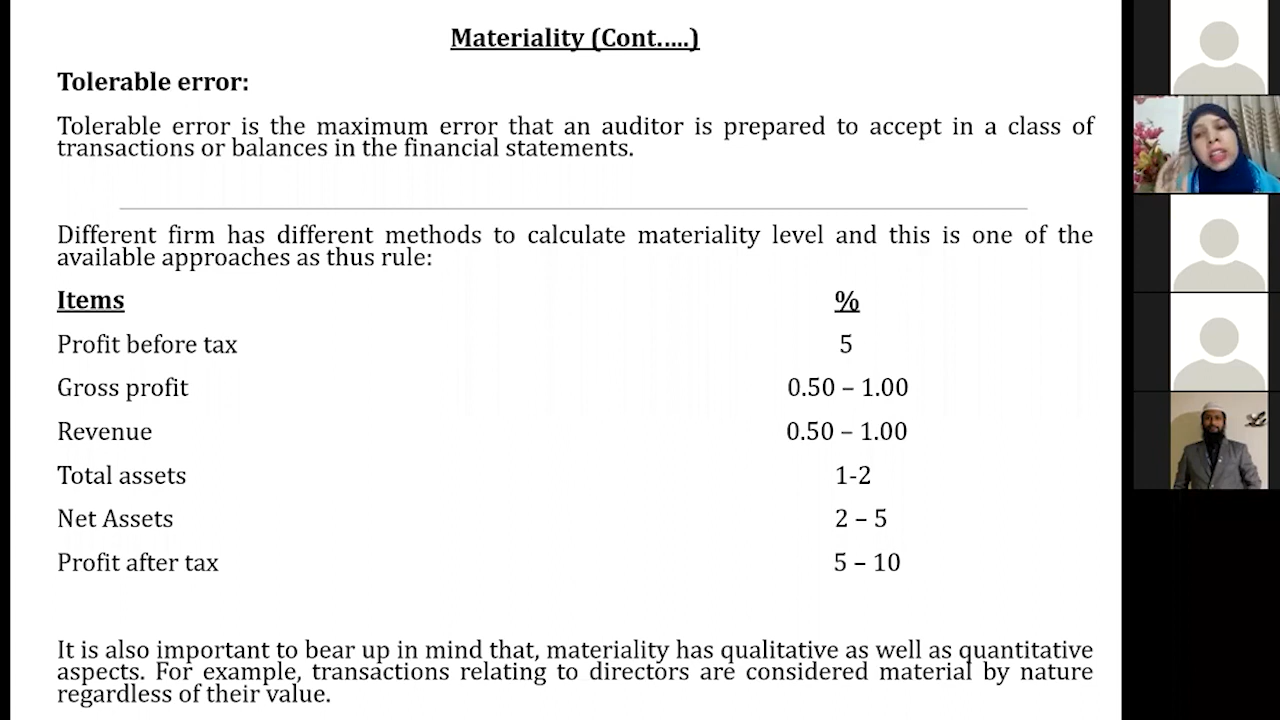 Materiality (Cont.....)
Tolerable error:
Tolerable error is the maximum error that an auditor is prepared to accept in a class of
transactions or balances in the financial statements.
Different firm has different methods to calculate materiality level and this is one of the
available approaches as thus rule:
Items %
Profit before tax 5
Gross profit 0.50 – 1.00
Revenue 0.50 – 1.00
Total assets 1-2
Net Assets 2 – 5
Profit after tax 5 – 10
It is also important to bear up in mind that, materiality has qualitative as well as quantitative
aspects. For example, transactions relating to directors are considered material by nature
regardless of their value.